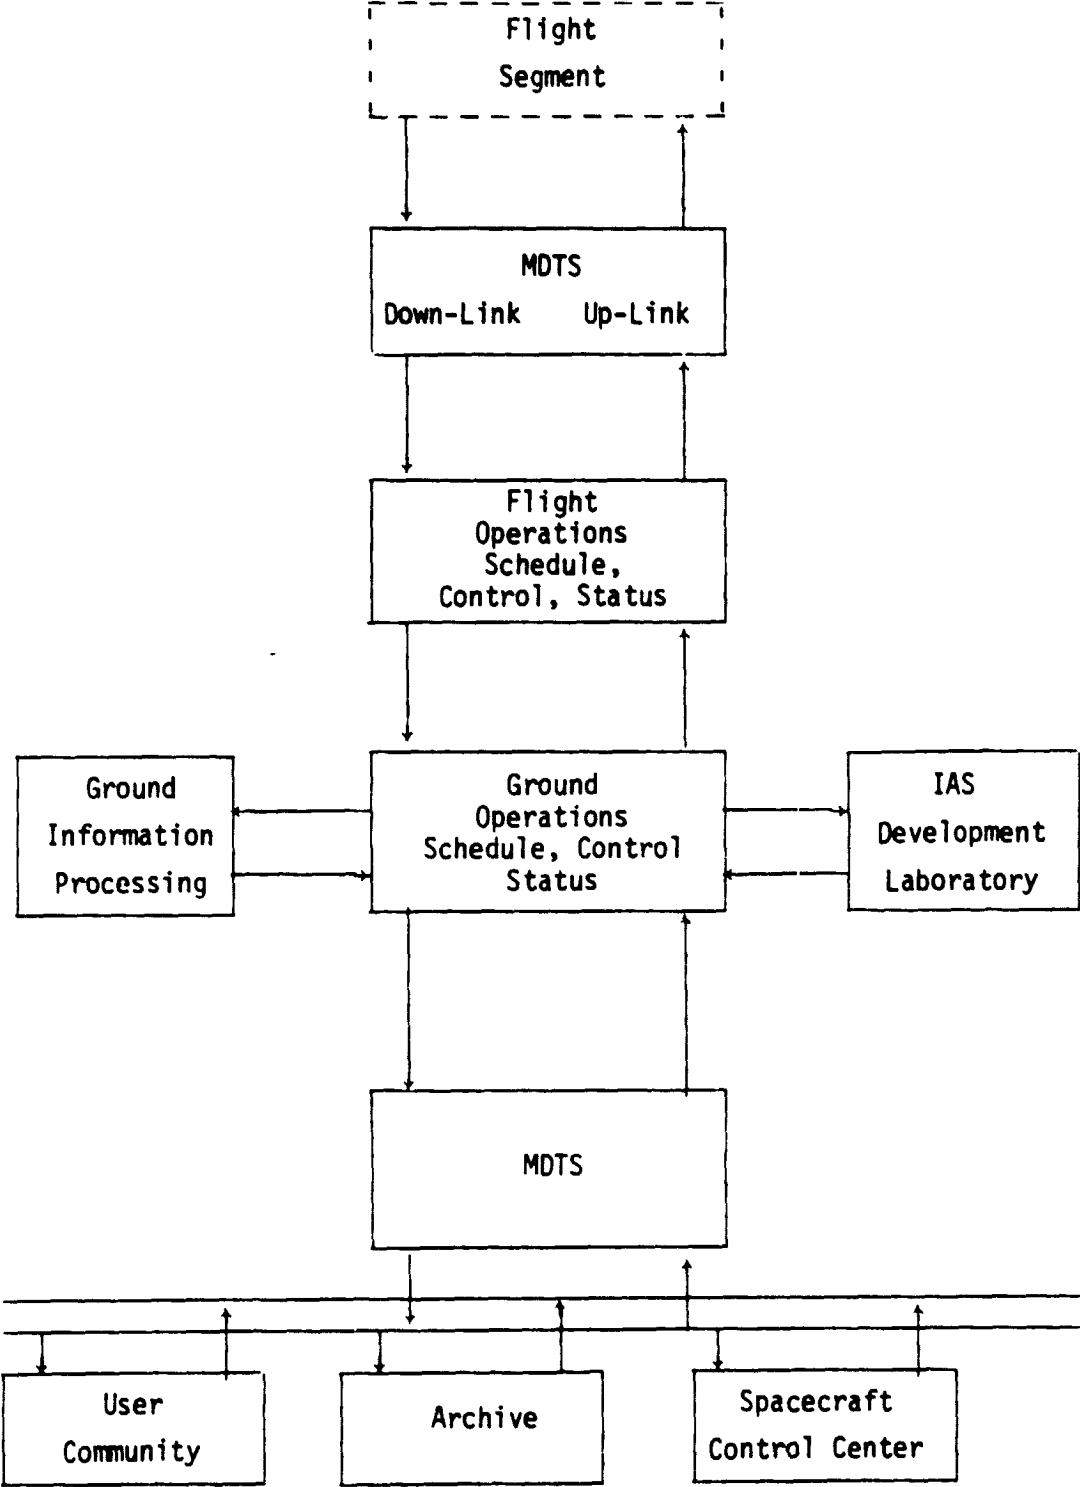 Flight
Segment
MDTS
Down-Link Up-Link
Flight
Operations
Schedule,
Control, Status
Ground
Information
Processing
Ground
Operations
Schedule, Control
Status
IAS
Development
Laboratory
MDTS
User
Community
Archive
Spacecraft
Control Center